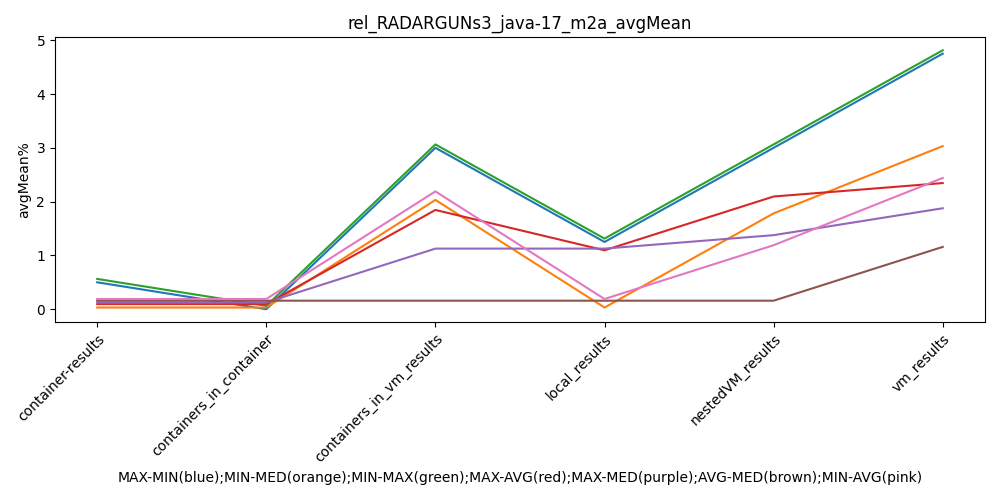 rel_RADARGUNs3_java-17_m2a_avgMean
avgMean%
5
4
3
2
1
0
container-results
containers_in_container
containers_in_vm_results
local_results
nestedVM_results
vm_results
MAX-MIN(blue);MIN-MED(orange);MIN-MAX(green);MAX-AVG(red);MAX-MED(purple);AVG-MED(brown);MIN-AVG(pink)